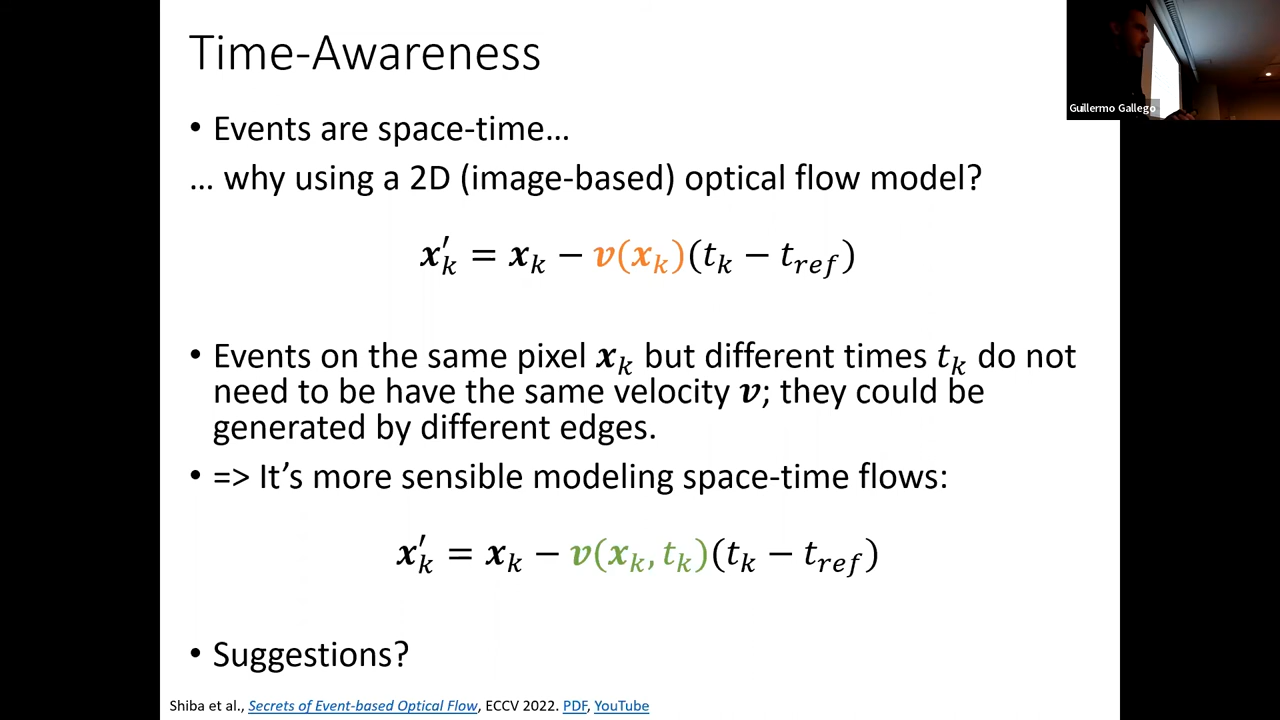 Time-Awareness
Guillermo Gallego
• Events are space-time…
… why using a 2D (image-based) optical flow model?
𝒙′ₖ = 𝒙ₖ − 𝒗(𝒙ₖ)(tₖ − t_ref)
• Events on the same pixel 𝒙ₖ but different times tₖ do not
need to be have the same velocity 𝒗; they could be
generated by different edges.
• => It’s more sensible modeling space-time flows:
𝒙′ₖ = 𝒙ₖ − 𝒗(𝒙ₖ, tₖ)(tₖ − t_ref)
• Suggestions?
Shiba et al., Secrets of Event-based Optical Flow, ECCV 2022. PDF, YouTube